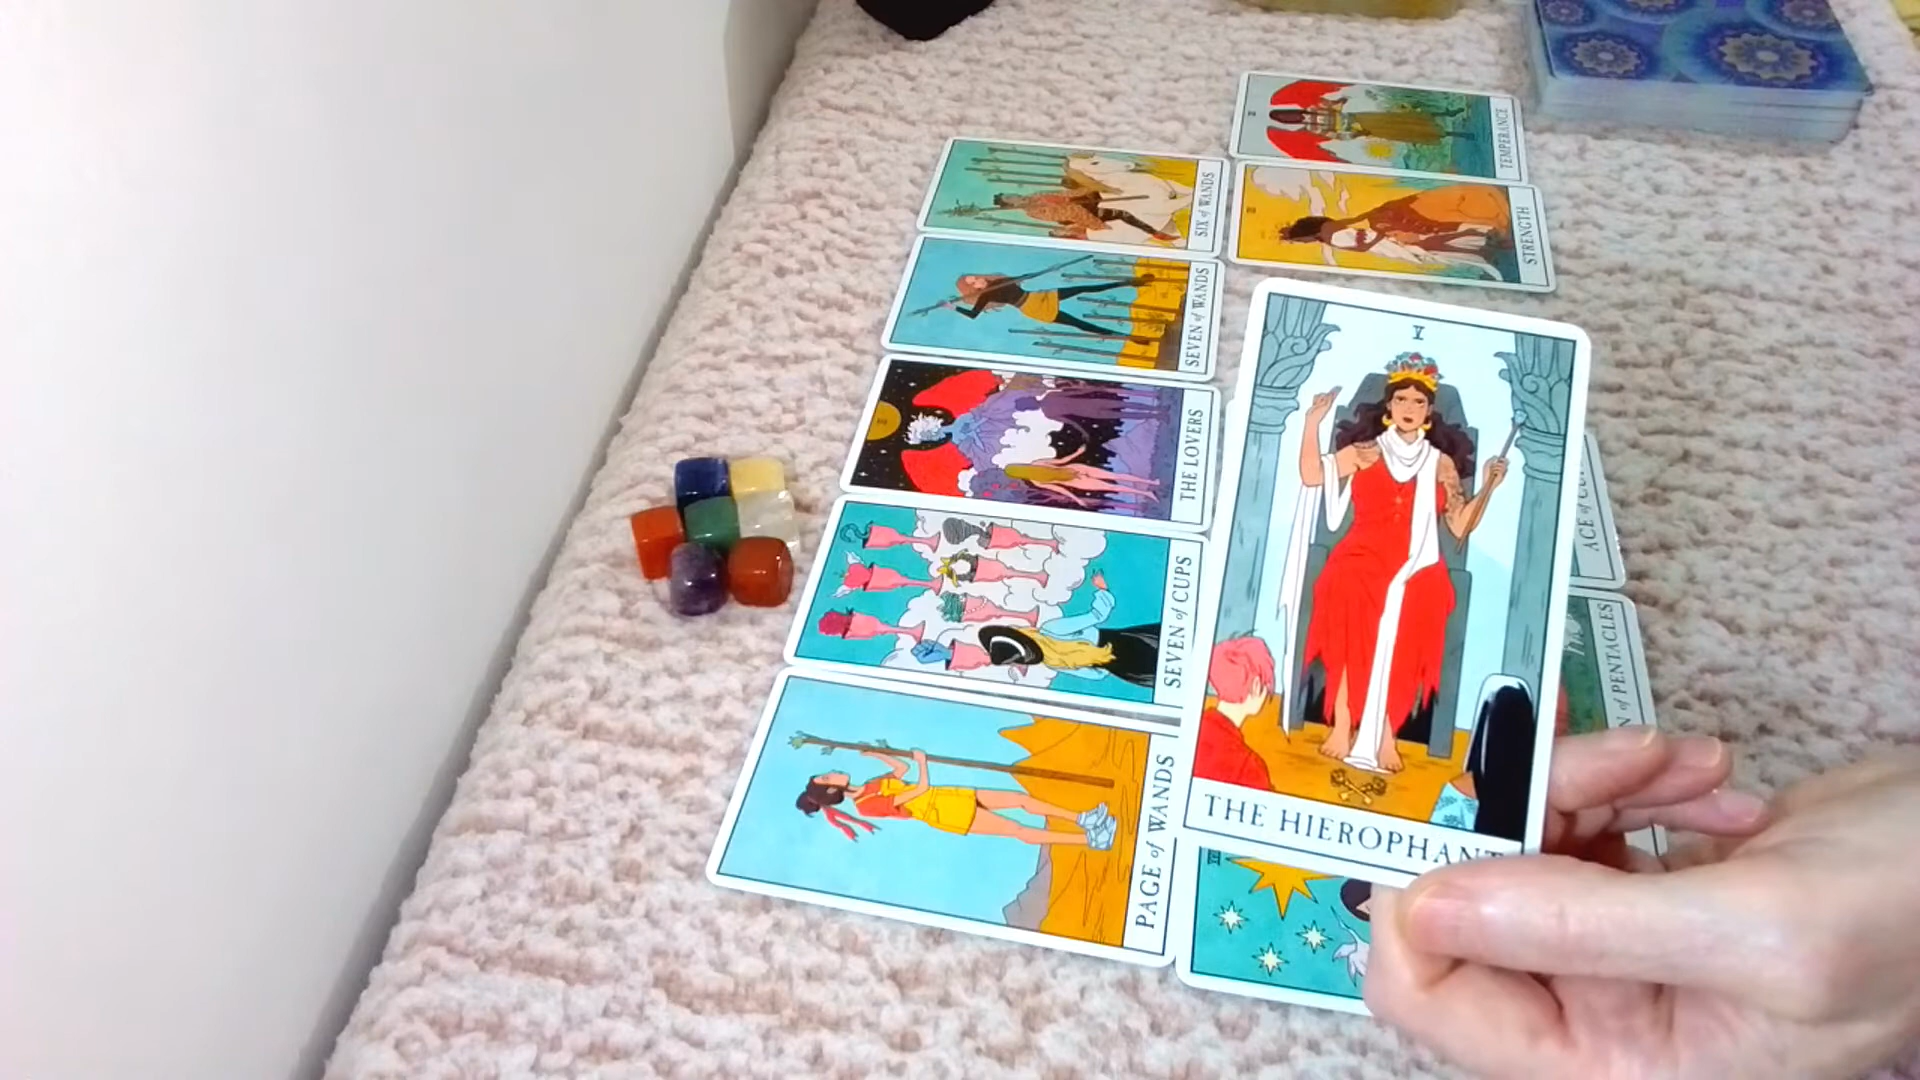 TEMPERANCE
SIX of WANDS
STRENGTH
SEVEN of WANDS
THE LOVERS
V
ACE of
SEVEN of CUPS
of PENTACLES
PAGE of WANDS
THE HIEROPHANT